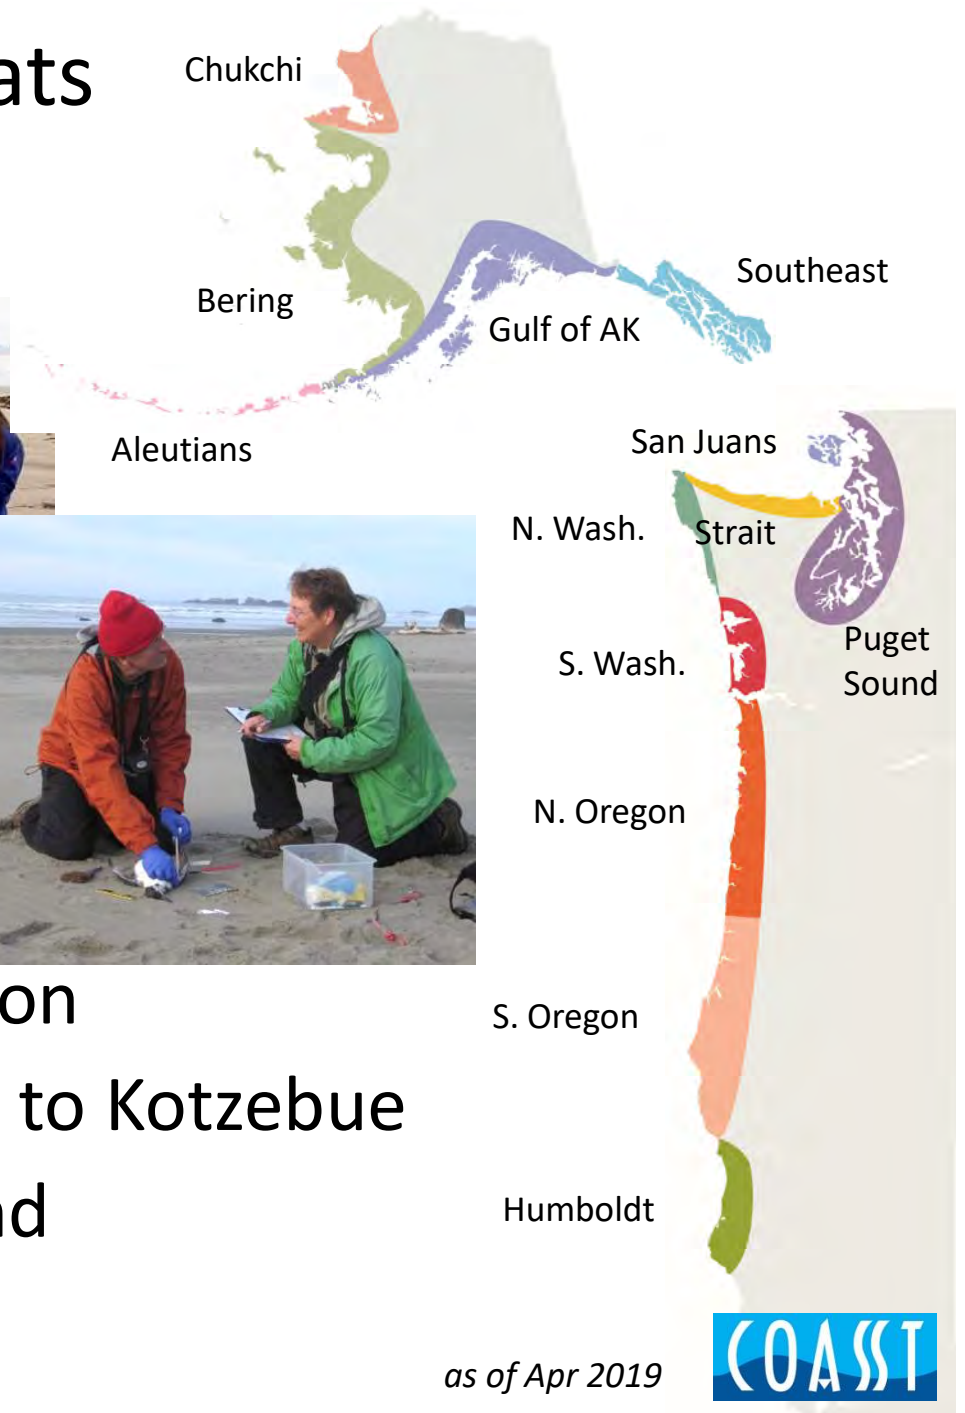 ats
Chukchi
Southeast
Bering
Gulf of AK
Aleutians
San Juans
N. Wash.
Strait
Puget
Sound
S. Wash.
N. Oregon
on
S. Oregon
to Kotzebue
nd
Humboldt
as of Apr 2019
COASST